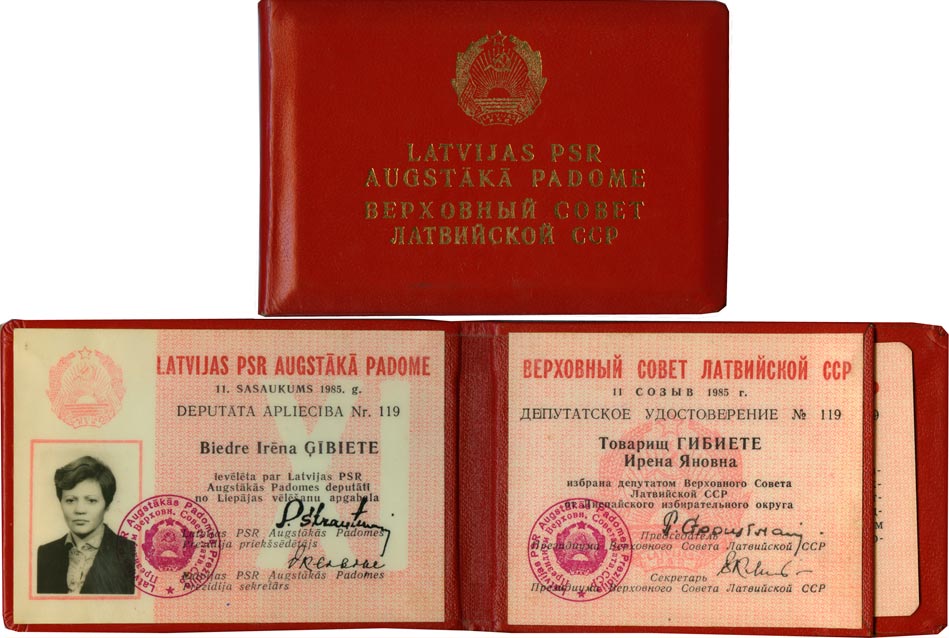 LATVIJAS PSR
AUGSTĀKĀ PADOME
ВЕРХОВНЫЙ СОВЕТ
ЛАТВИЙСКОЙ ССР
LATVIJAS PSR AUGSTĀKĀ PADOME
11. SASAUKUMS 1985. g.
DEPUTĀTA APLIECĪBA Nr. 119
Biedre Irēna ĢIBIETE
ievēlēta par Latvijas PSR
Augstākās Padomes deputāti
no Liepājas vēlēšanu apgabala
Latvijas PSR Augstākās Padomes
Prezidija priekšsēdētājs
Latvijas PSR Augstākās Padomes
Prezidija sekretārs
ВЕРХОВНЫЙ СОВЕТ ЛАТВИЙСКОЙ ССР
11 СОЗЫВ 1985 г.
ДЕПУТАТСКОЕ УДОСТОВЕРЕНИЕ № 119
Товарищ ГИБИЕТЕ
Ирена Яновна
избрана депутатом Верховного Совета
Латвийской ССР
от Лиепайского избирательного округа
Председатель
Президиума Верховного Совета Латвийской ССР
Секретарь
Президиума Верховного Совета Латвийской ССР